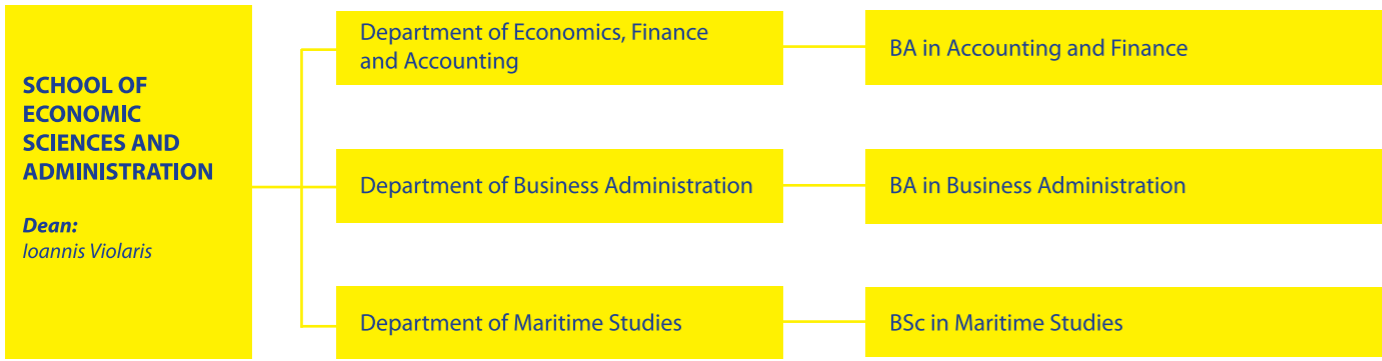 SCHOOL OF
ECONOMIC
SCIENCES AND
ADMINISTRATION
Dean:
Ioannis Violaris
Department of Economics, Finance
and Accounting
BA in Accounting and Finance
Department of Business Administration
BA in Business Administration
Department of Maritime Studies
BSc in Maritime Studies